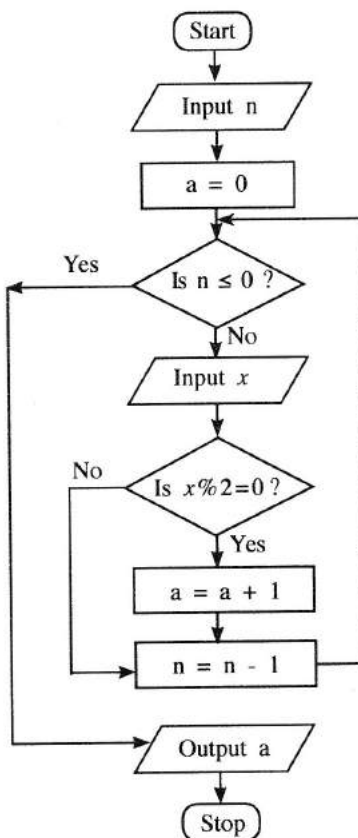 Start
Input n
a = 0
Yes
Is n ≤ 0 ?
No
Input x
No
Is x%2=0 ?
Yes
a = a + 1
n = n - 1
Output a
Stop